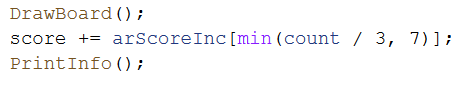 DrawBoard();
score += arScoreInc[min(count / 3, 7)];
PrintInfo();